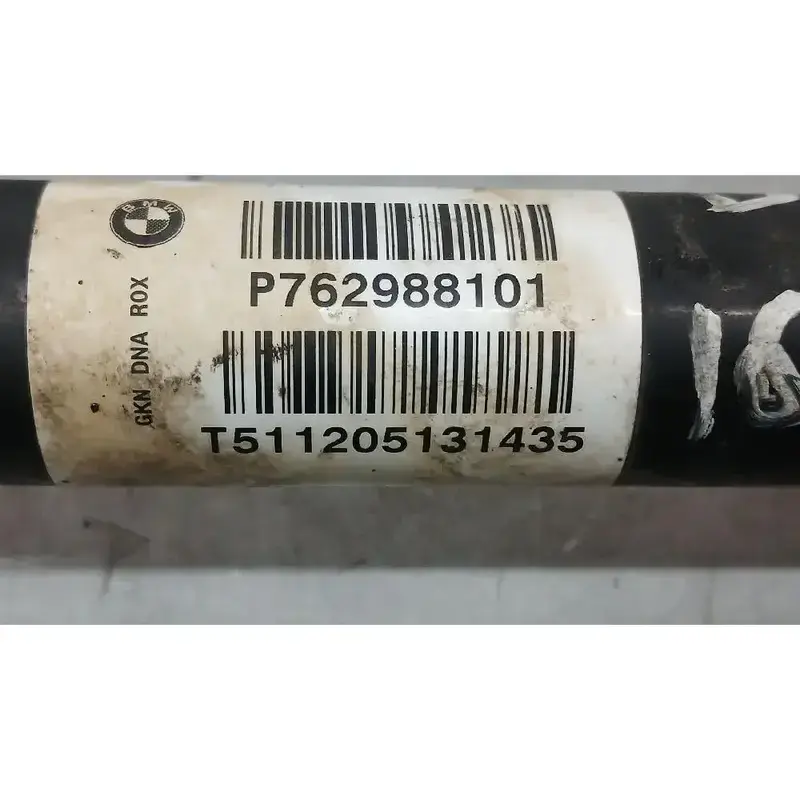 BMW
P762988101
GKN DNA ROX
T511205131435